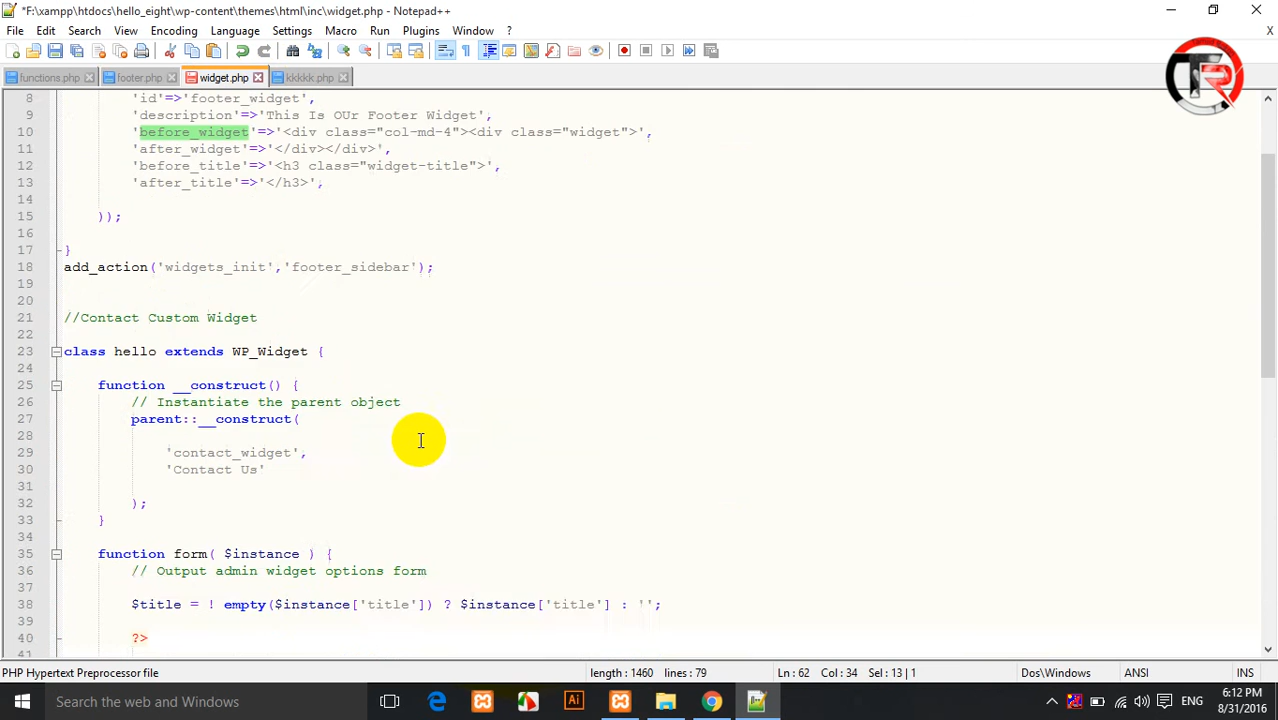 *F:\xampp\htdocs\hello_eight\wp-content\themes\html\inc\widget.php - Notepad++
File Edit Search View Encoding Language Settings Macro Run Plugins Window ? X
functions.php footer.php widget.php kkkkk.php
TR
8 'id'=>'footer_widget',
9 'description'=>'This Is OUr Footer Widget',
10 'before_widget'=>'<div class="col-md-4"><div class="widget">',
11 'after_widget'=>'</div></div>',
12 'before_title'=>'<h3 class="widget-title">',
13 'after_title'=>'</h3>',
14
15 ));
16
17 }
18 add_action('widgets_init','footer_sidebar');
19
20
21 //Contact Custom Widget
22
23 class hello extends WP_Widget {
24
25 function __construct() {
26 // Instantiate the parent object
27 parent::__construct(
28
29 'contact_widget',
30 'Contact Us'
31
32 );
33 }
34
35 function form( $instance ) {
36 // Output admin widget options form
37
38 $title = ! empty($instance['title']) ? $instance['title'] : '';
39
40 ?>
41
PHP Hypertext Preprocessor file length : 1460 lines : 79 Ln : 62 Col : 34 Sel : 13 | 1 Dos\Windows ANSI INS
Search the web and Windows Ai ENG 6:12 PM
8/31/2016